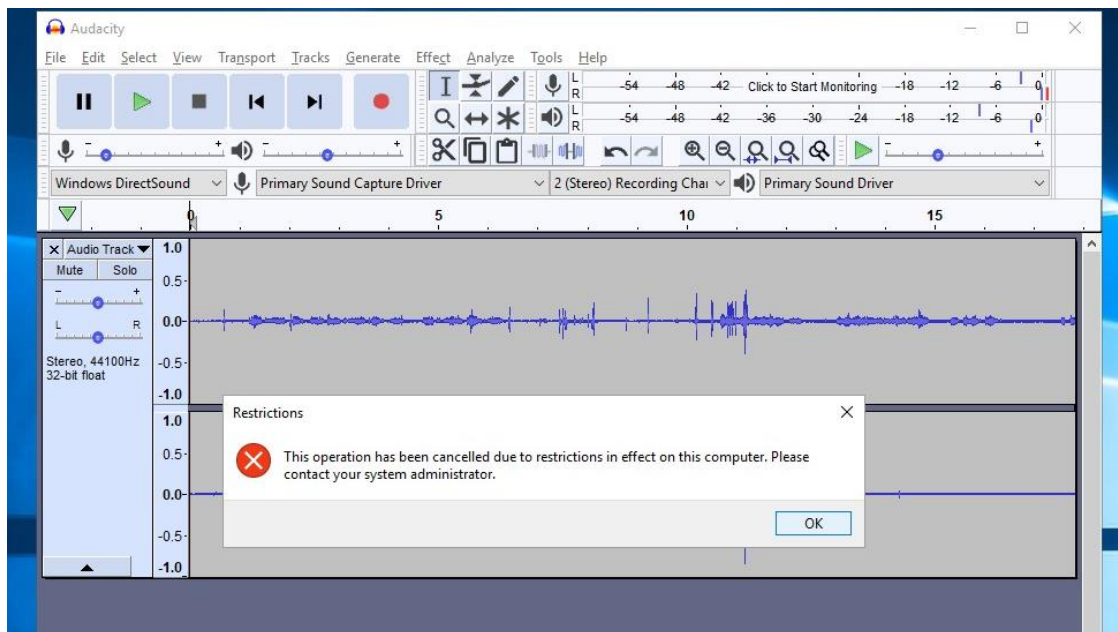 Audacity
File Edit Select View Transport Tracks Generate Effect Analyze Tools Help
L
R
-54 -48 -42 Click to Start Monitoring -18 -12 -6 0
L
R
-54 -48 -42 -36 -30 -24 -18 -12 -6 0
- +
- +
- +
Windows DirectSound Primary Sound Capture Driver 2 (Stereo) Recording Chai Primary Sound Driver
0 5 10 15
X Audio Track
Mute Solo
- +
L R
Stereo, 44100Hz
32-bit float
1.0
0.5-
0.0-
-0.5-
-1.0
1.0
0.5-
0.0-
-0.5-
-1.0
Restrictions
This operation has been cancelled due to restrictions in effect on this computer. Please
contact your system administrator.
OK